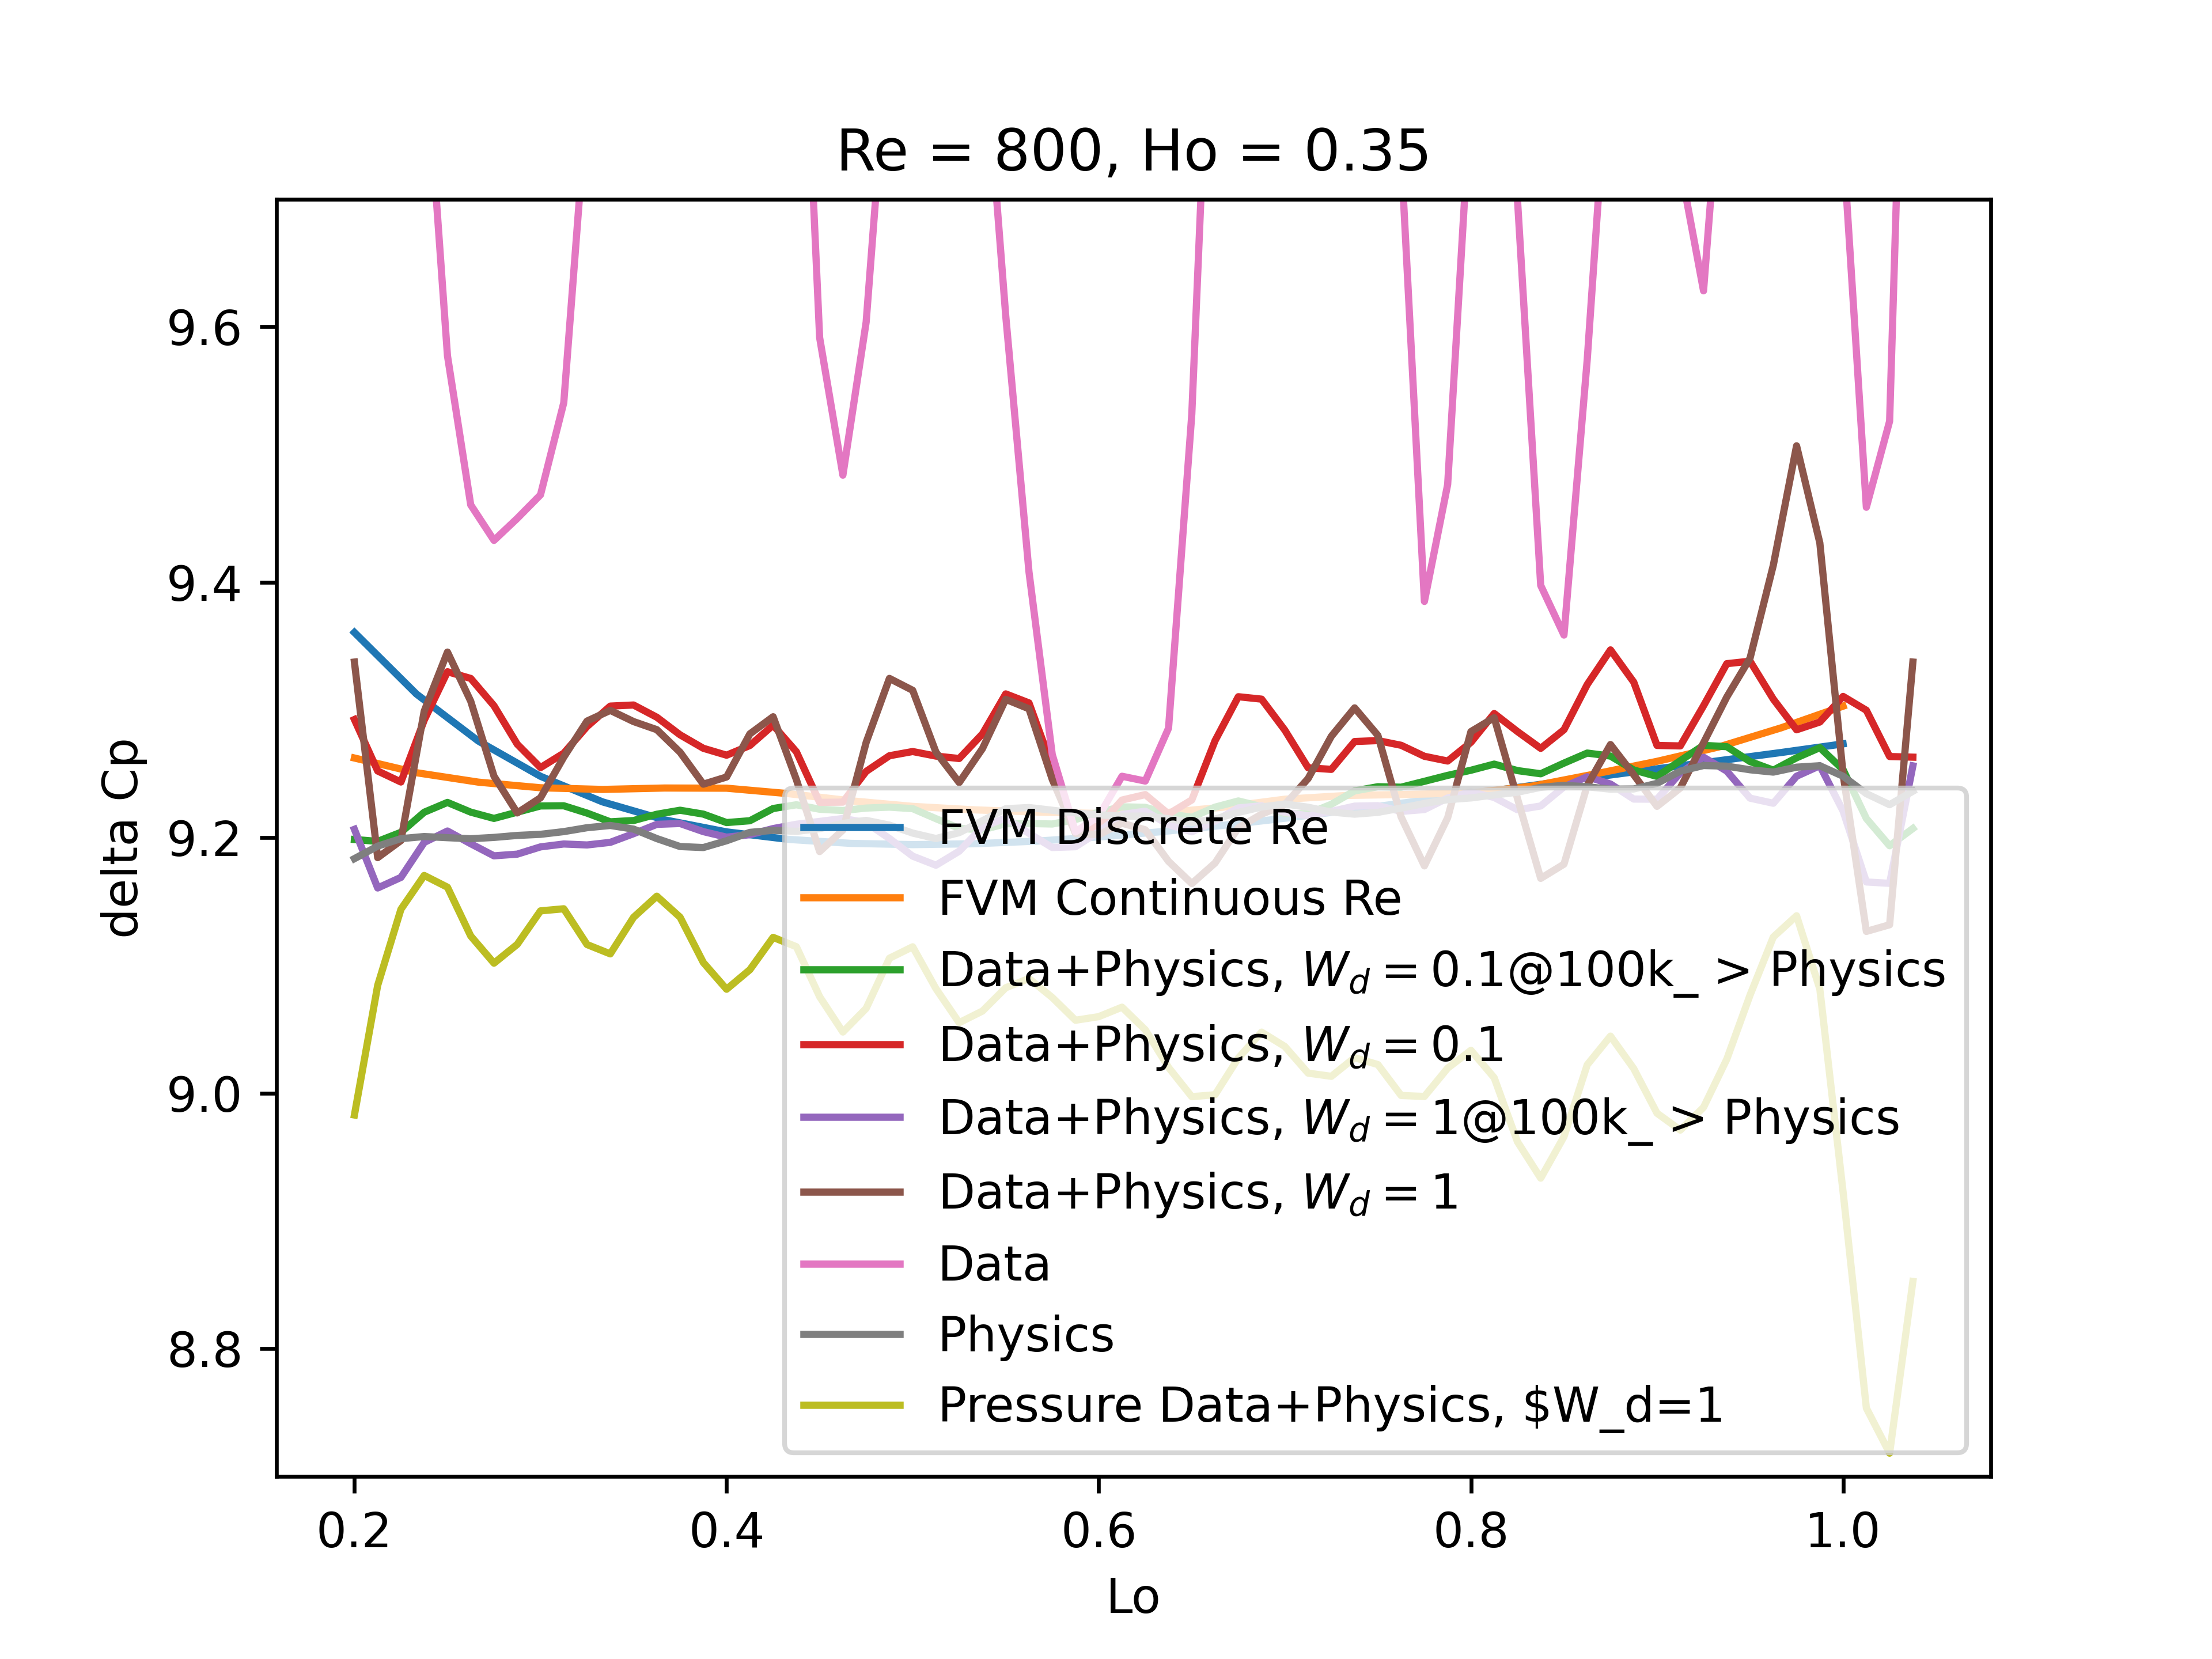 Re = 800, Ho = 0.35
9.6
9.4
9.2
9.0
8.8
delta Cp
FVM Discrete Re
FVM Continuous Re
Data+Physics, W_d = 0.1@100k_ > Physics
Data+Physics, W_d = 0.1
Data+Physics, W_d = 1@100k_ > Physics
Data+Physics, W_d = 1
Data
Physics
Pressure Data+Physics, $W_d=1
0.2 0.4 0.6 0.8 1.0
Lo